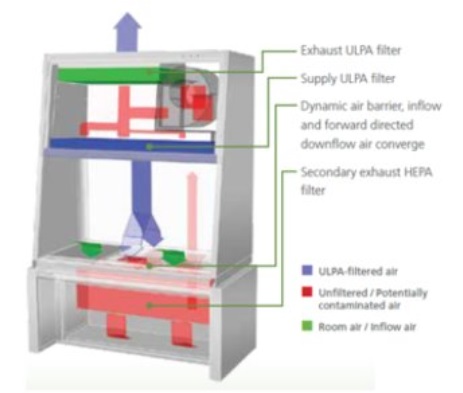 Exhaust ULPA filter
Supply ULPA filter
Dynamic air barrier, inflow
and forward directed
downflow air converge
Secondary exhaust HEPA
filter
ULPA-filtered air
Unfiltered / Potentially
contaminated air
Room air / Inflow air